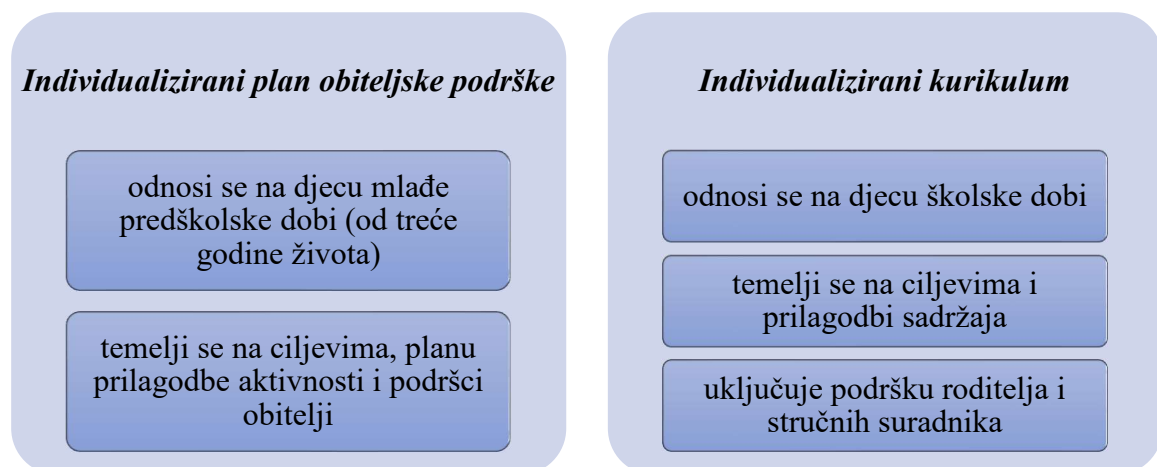 Individualizirani plan obiteljske podrške
odnosi se na djecu mlađe
predškolske dobi (od treće
godine života)
temelji se na ciljevima, planu
prilagodbe aktivnosti i podršci
obitelji
Individualizirani kurikulum
odnosi se na djecu školske dobi
temelji se na ciljevima i
prilagodbi sadržaja
uključuje podršku roditelja i
stručnih suradnika